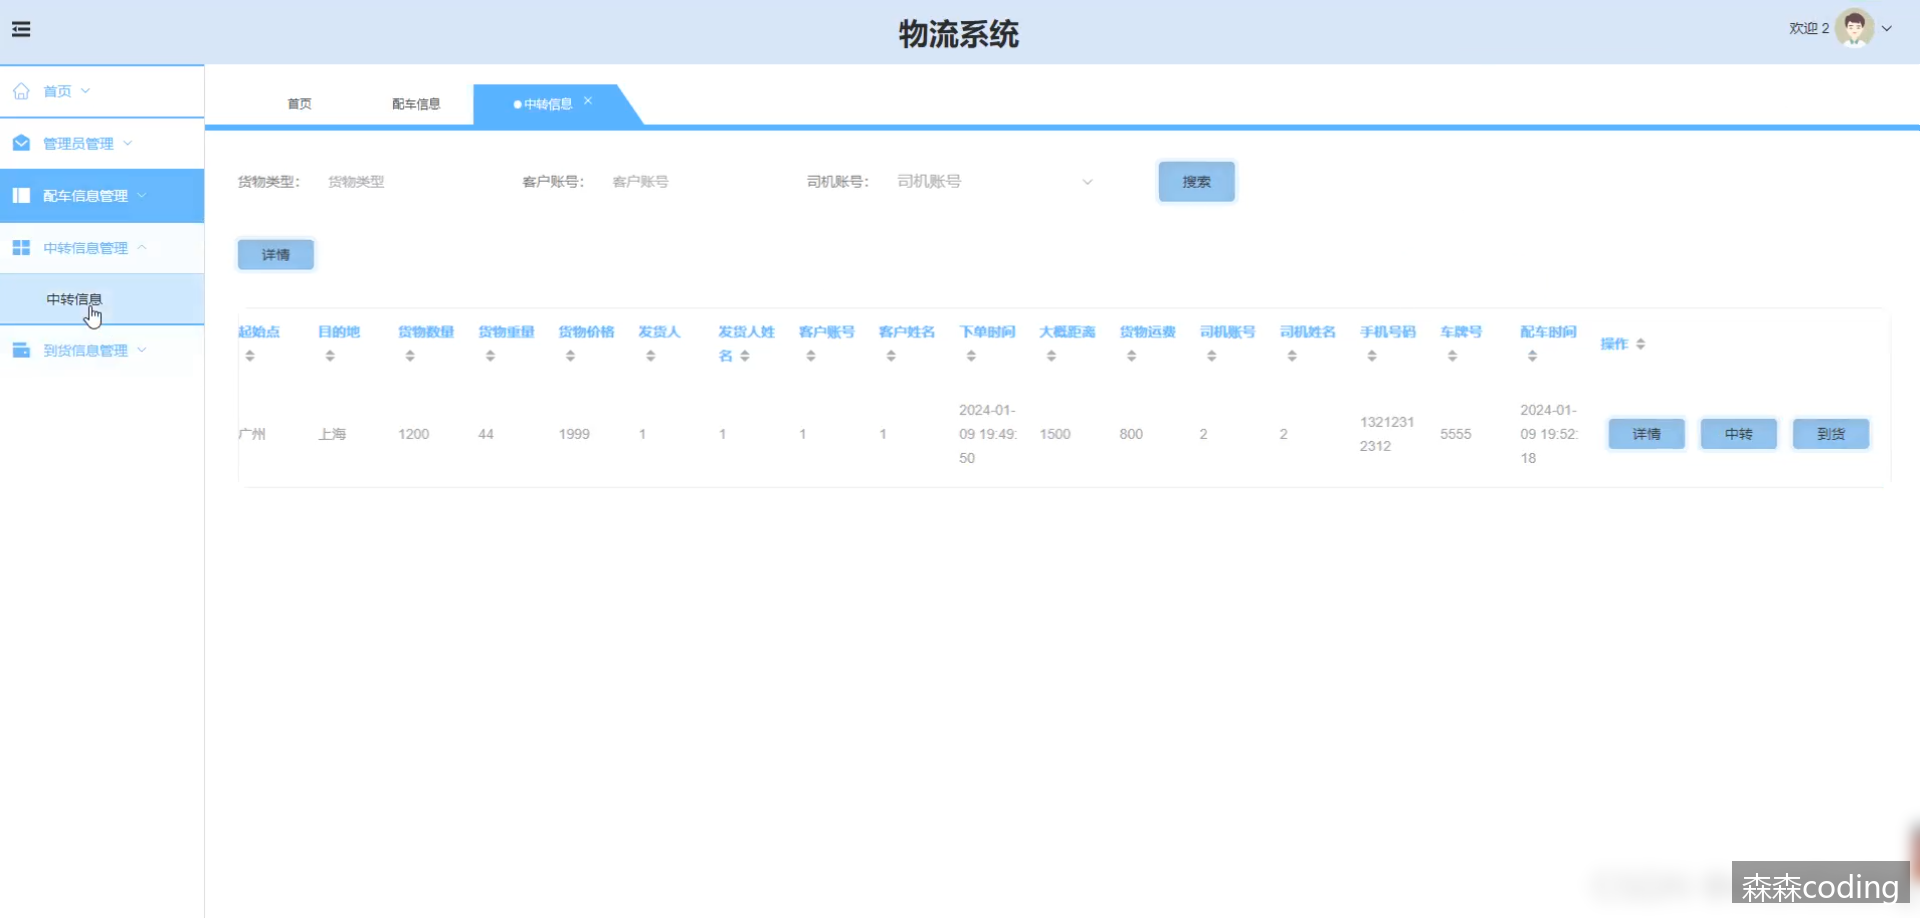 物流系统
欢迎 2
首页
管理员管理
配车信息管理
中转信息管理
中转信息
到货信息管理
首页 配车信息 中转信息
货物类型： 货物类型 客户账号： 客户账号 司机账号： 司机账号 搜索
详情
起始点 目的地 货物数量 货物重量 货物价格 发货人 发货人姓名 客户账号 客户姓名 下单时间 大概距离 货物运费 司机账号 司机姓名 手机号码 车牌号 配车时间 操作
广州 上海 1200 44 1999 1 1 1 1 2024-01-09 19:49:50 1500 800 2 2 13212312312 5555 2024-01-09 19:52:18 详情 中转 到货
森森coding